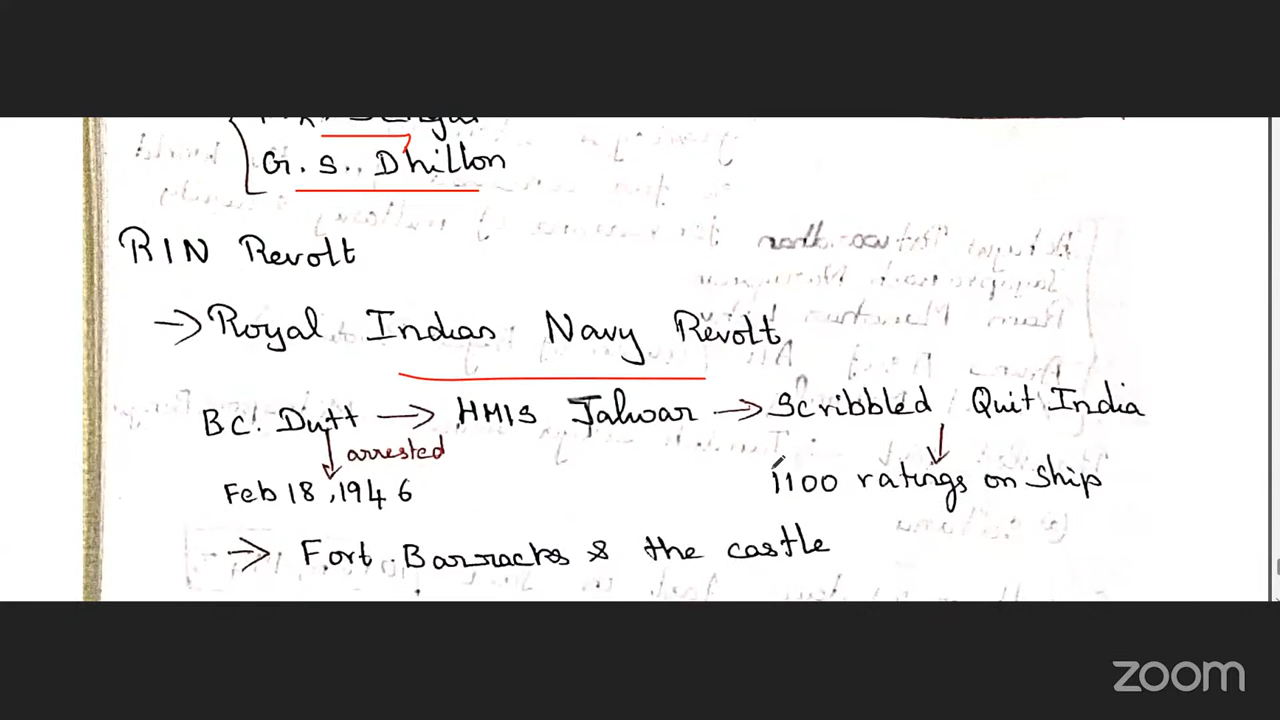 G. S. Dhillon
RIN Revolt
→ Royal Indian Navy Revolt
B.C. Dutt → HMIS Talwar → Scribbled Quit India
arrested
1100 ratings on ship
Feb 18, 1946
→ Fort Barracks & the castle
zoom